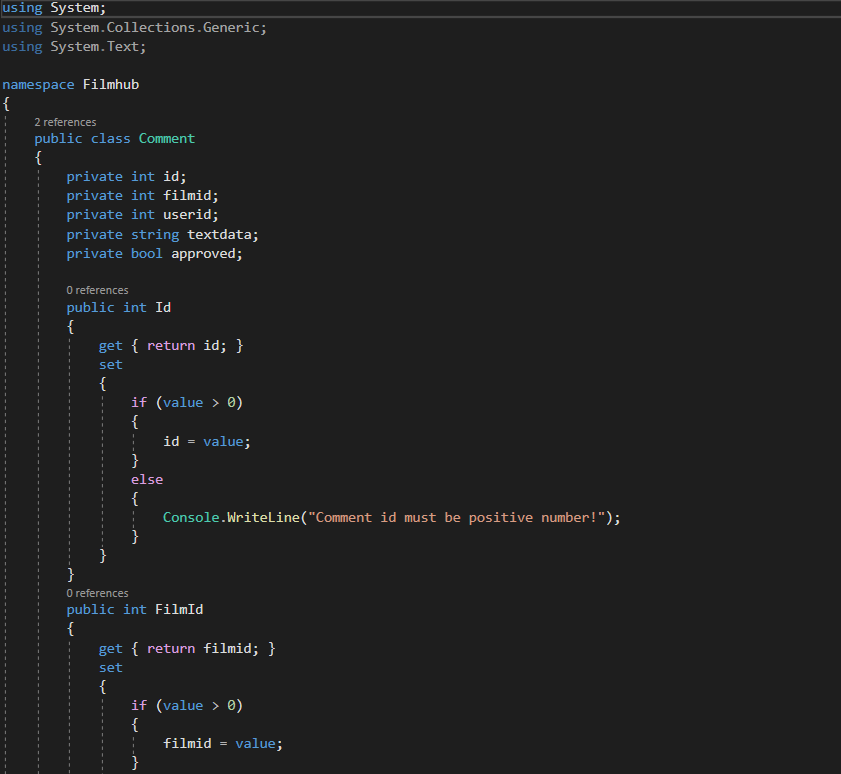 using System;
using System.Collections.Generic;
using System.Text;
namespace Filmhub
{
2 references
public class Comment
{
private int id;
private int filmid;
private int userid;
private string textdata;
private bool approved;
0 references
public int Id
{
get { return id; }
set
{
if (value > 0)
{
id = value;
}
else
{
Console.WriteLine("Comment id must be positive number!");
}
}
}
0 references
public int FilmId
{
get { return filmid; }
set
{
if (value > 0)
{
filmid = value;
}